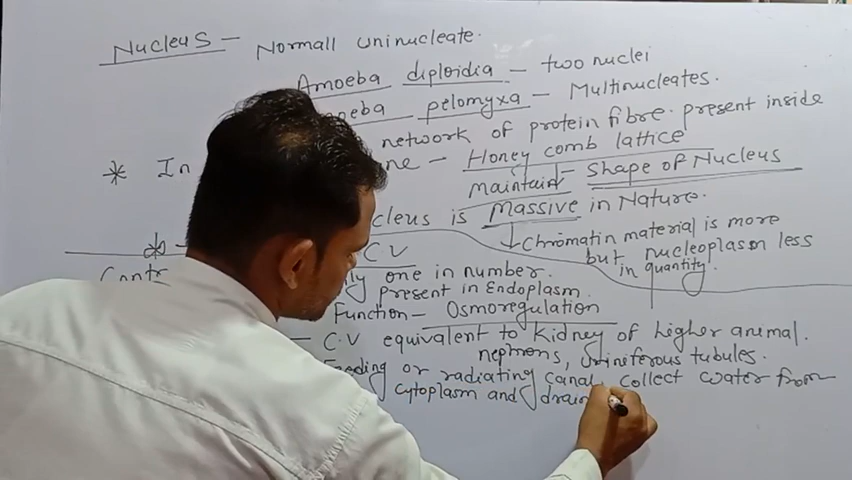 Nucleus - Normall uninucleate.
Amoeba diploidia - two nuclei
pelomyxa - Multinucleates.
* In network of protein fibre. present inside
- Honey comb lattice
maintain - Shape of Nucleus
is Massive in Nature.
Chromatin material is more
but nucleoplasm less
in quantity.
C V
one in number.
present in Endoplasm.
Function - Osmoregulation
- C.V equivalent to Kidney of higher animal.
nephrons, Uriniferous tubules.
or radiating canal, collect water from
cytoplasm and drain